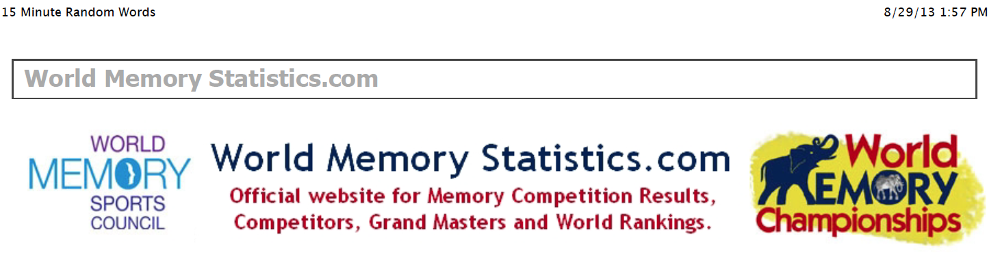 15 Minute Random Words
8/29/13 1:57 PM
World Memory Statistics.com
WORLD
MEMORY
SPORTS
COUNCIL
World Memory Statistics.com
Official website for Memory Competition Results,
Competitors, Grand Masters and World Rankings.
World
MEMORY
Championships